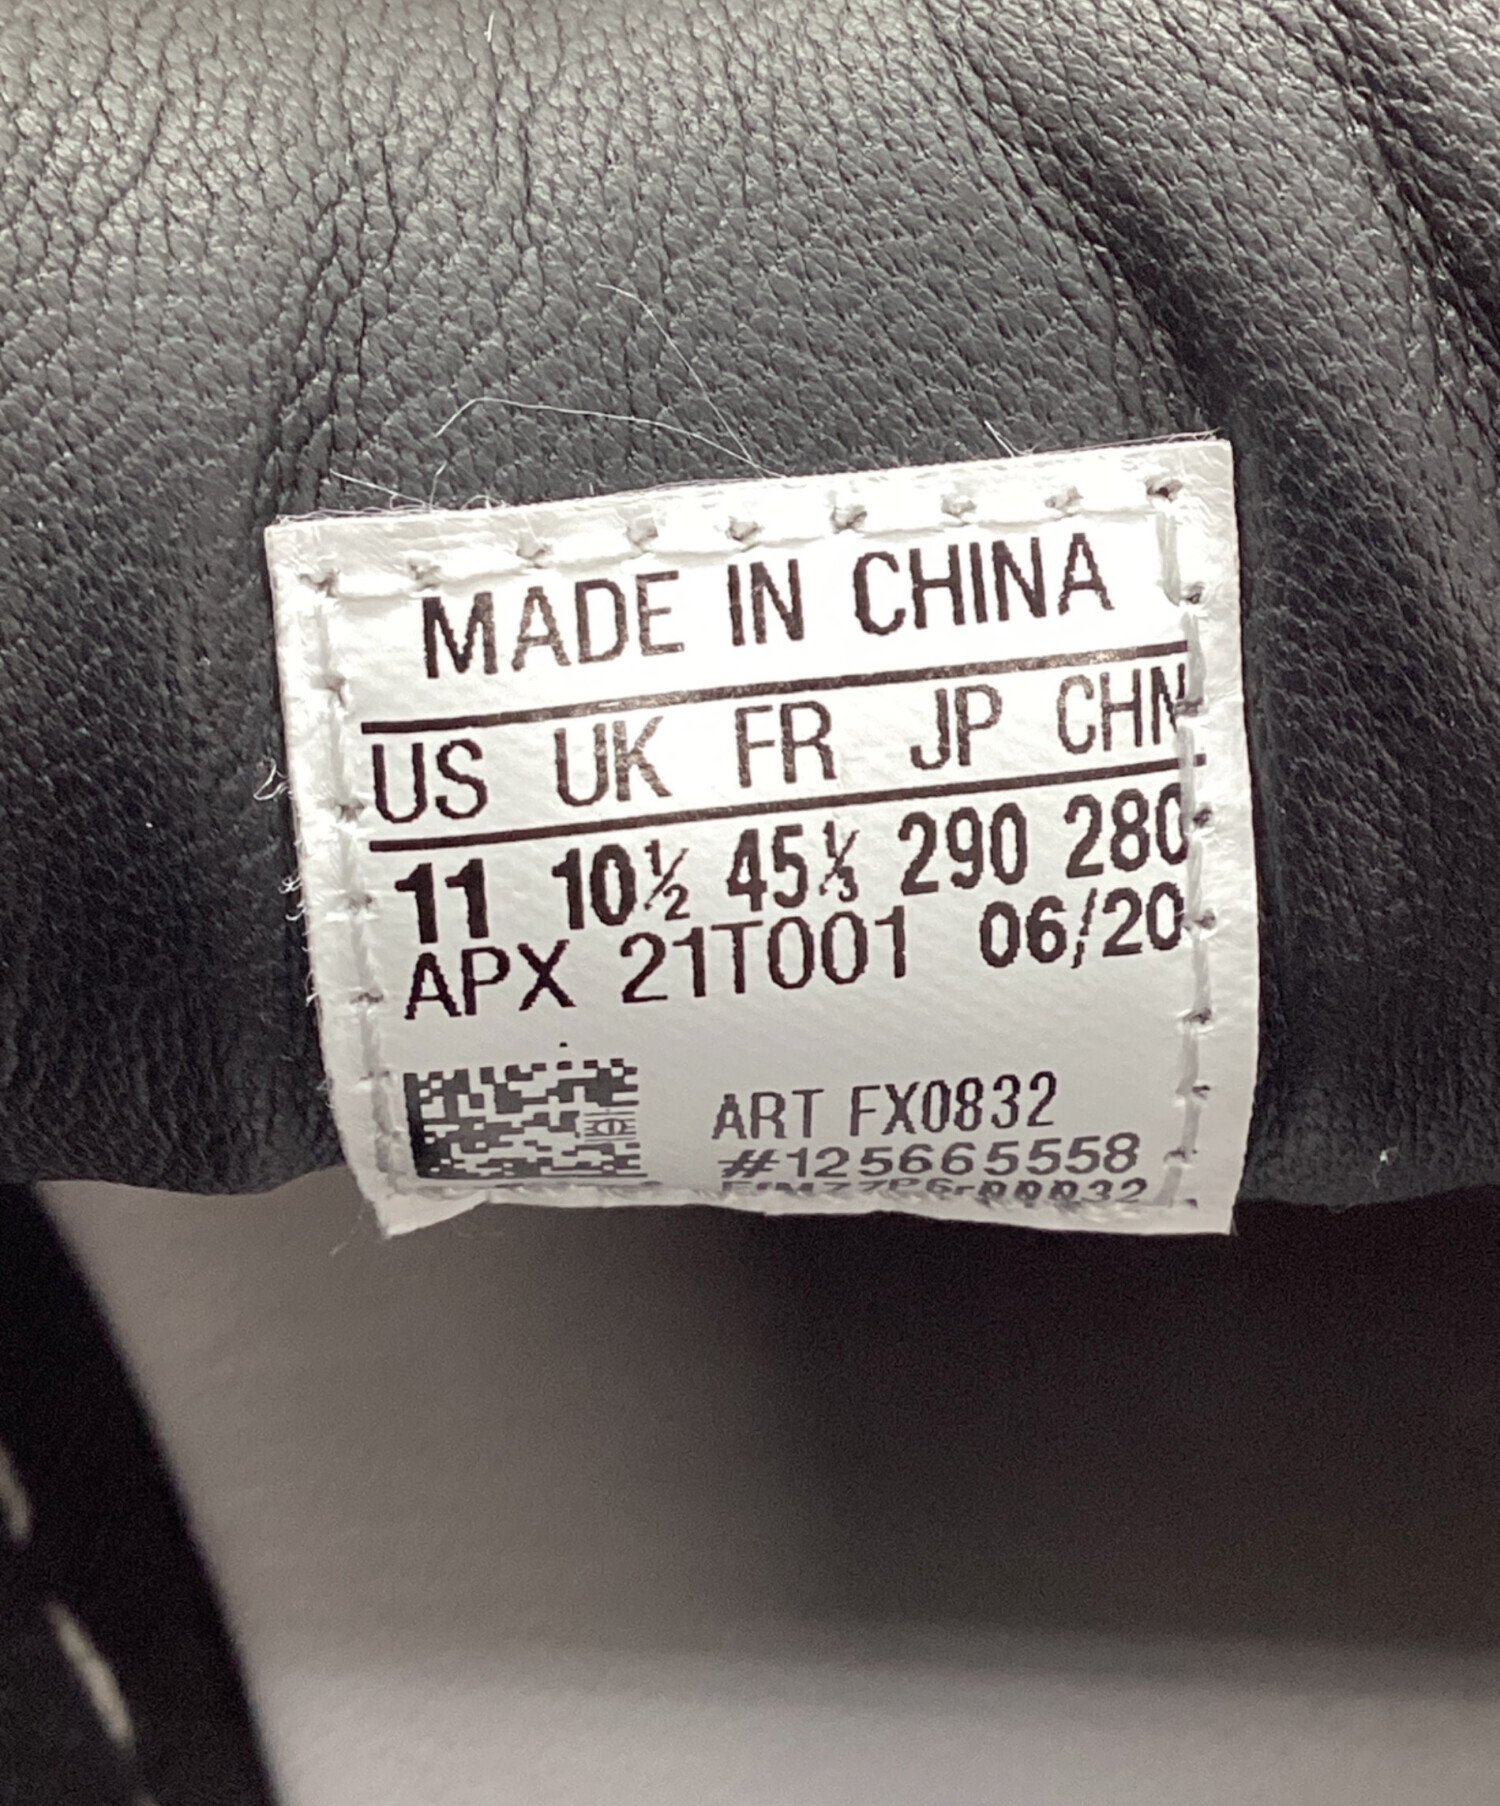 MADE IN CHINA
US UK FR JP CHN
11 10½ 45⅓ 290 280
APX 21T001 06/20
ART FX0832
#125665558